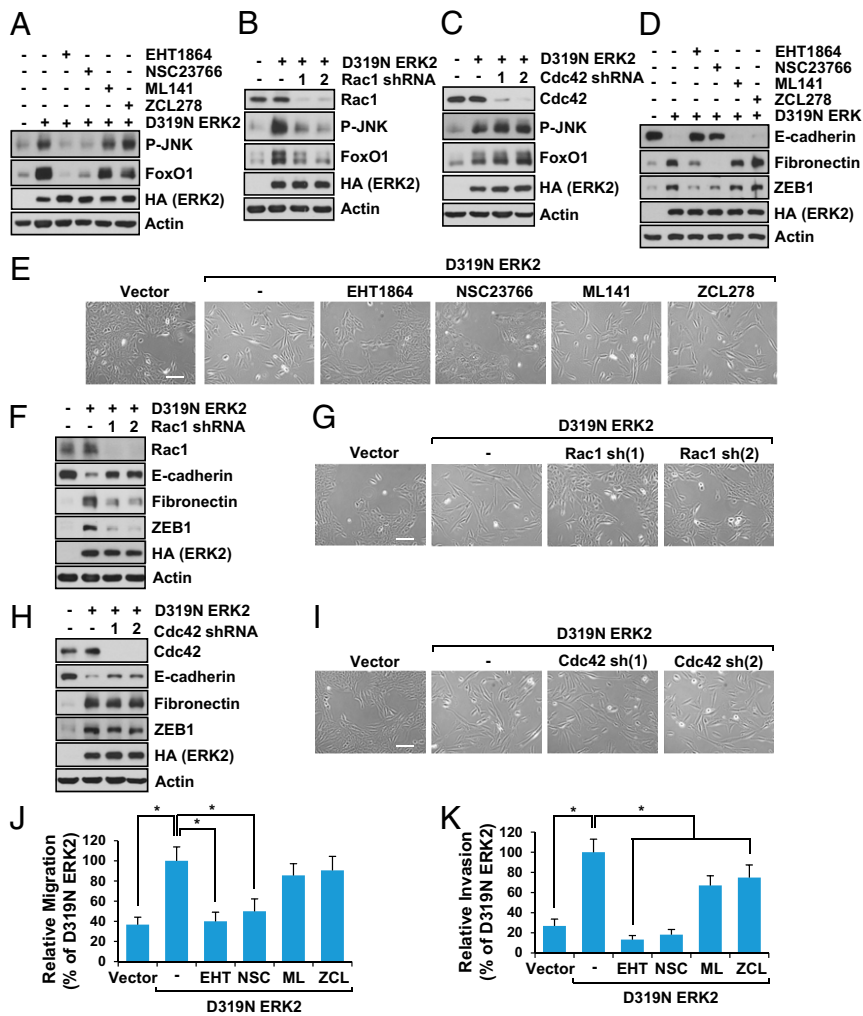 A
- - + - - - EHT1864
- - - + - - NSC23766
- - - - + - ML141
- - - - - + ZCL278
- + + + + + D319N ERK2
P-JNK
FoxO1
HA (ERK2)
Actin
B
- + + + D319N ERK2
- - 1 2 Rac1 shRNA
Rac1
P-JNK
FoxO1
HA (ERK2)
Actin
C
- + + + D319N ERK2
- - 1 2 Cdc42 shRNA
Cdc42
P-JNK
FoxO1
HA (ERK2)
Actin
D
- - + - - - EHT1864
- - - + - - NSC23766
- - - - + - ML141
- - - - - + ZCL278
- + + + + + D319N ERK
E-cadherin
Fibronectin
ZEB1
HA (ERK2)
Actin
E
D319N ERK2
Vector - EHT1864 NSC23766 ML141 ZCL278
F
- + + + D319N ERK2
- - 1 2 Rac1 shRNA
Rac1
E-cadherin
Fibronectin
ZEB1
HA (ERK2)
Actin
G
D319N ERK2
Vector - Rac1 sh(1) Rac1 sh(2)
H
- + + + D319N ERK2
- - 1 2 Cdc42 shRNA
Cdc42
E-cadherin
Fibronectin
ZEB1
HA (ERK2)
Actin
I
D319N ERK2
Vector - Cdc42 sh(1) Cdc42 sh(2)
J
Relative Migration
(% of D319N ERK2)
120
100
80
60
40
20
0
* * *
Vector - EHT NSC ML ZCL
D319N ERK2
K
Relative Invasion
(% of D319N ERK2)
120
100
80
60
40
20
0
* *
Vector - EHT NSC ML ZCL
D319N ERK2